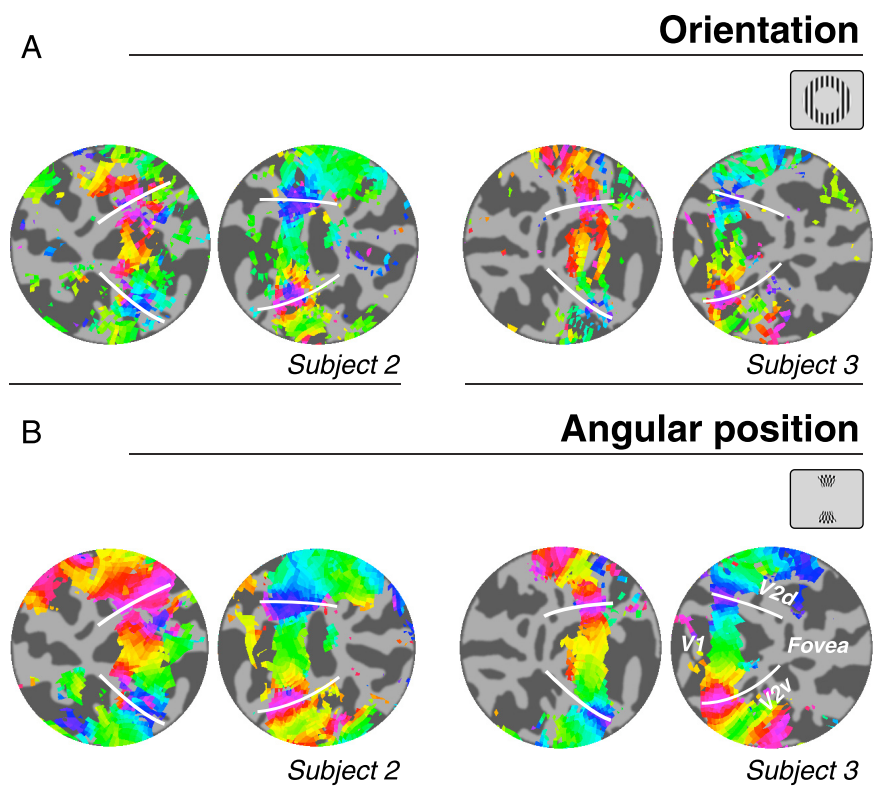 A
Orientation
Subject 2
Subject 3
B
Angular position
V2d
V1
Fovea
V2v
Subject 2
Subject 3